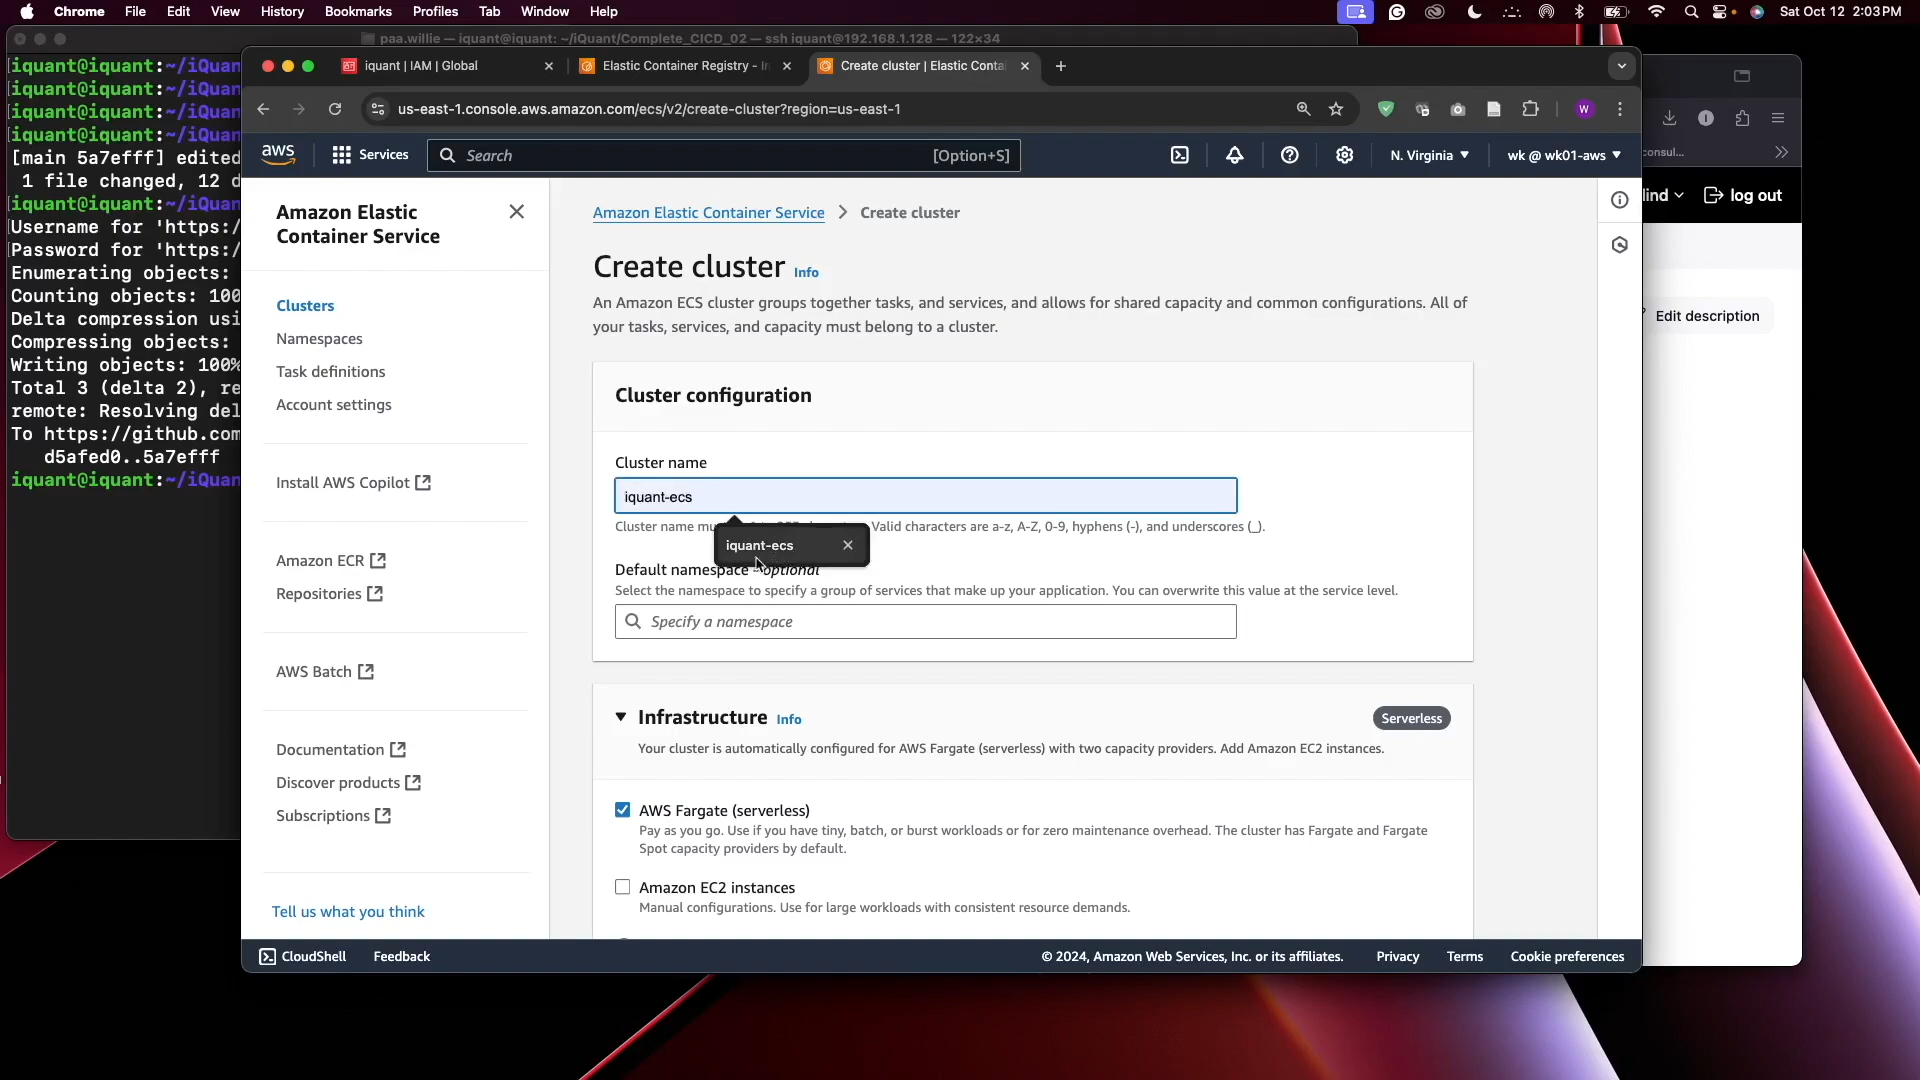 Chrome File Edit View History Bookmarks Profiles Tab Window Help
Sat Oct 12 2:03 PM
paa.willie — iquant@iquant: ~/iQuant/Complete_CICD_02 — ssh iquant@192.168.1.128 — 122×34
iquant@iquant:~/iQuan
iquant@iquant:~/iQuan
iquant@iquant:~/iQuan
iquant@iquant:~/iQuan
[main 5a7efff] edited
1 file changed, 12 d
iquant@iquant:~/iQuan
Username for 'https:/
Password for 'https:/
Enumerating objects:
Counting objects: 100
Delta compression usi
Compressing objects:
Writing objects: 100%
Total 3 (delta 2), re
remote: Resolving del
To https://github.com
d5afed0..5a7efff
iquant@iquant:~/iQuan
iquant | IAM | Global
Elastic Container Registry - 
Create cluster | Elastic Conta
us-east-1.console.aws.amazon.com/ecs/v2/create-cluster?region=us-east-1
W
aws
Services
Search
[Option+S]
N. Virginia
wk @ wk01-aws
Amazon Elastic
Container Service
Clusters
Namespaces
Task definitions
Account settings
Install AWS Copilot
Amazon ECR
Repositories
AWS Batch
Documentation
Discover products
Subscriptions
Tell us what you think
Amazon Elastic Container Service
Create cluster
Create cluster Info
An Amazon ECS cluster groups together tasks, and services, and allows for shared capacity and common configurations. All of
your tasks, services, and capacity must belong to a cluster.
Cluster configuration
Cluster name
iquant-ecs
Cluster name mu
Valid characters are a-z, A-Z, 0-9, hyphens (-), and underscores (_).
iquant-ecs
Default namespace - optional
Select the namespace to specify a group of services that make up your application. You can overwrite this value at the service level.
Specify a namespace
Infrastructure Info
Serverless
Your cluster is automatically configured for AWS Fargate (serverless) with two capacity providers. Add Amazon EC2 instances.
AWS Fargate (serverless)
Pay as you go. Use if you have tiny, batch, or burst workloads or for zero maintenance overhead. The cluster has Fargate and Fargate
Spot capacity providers by default.
Amazon EC2 instances
Manual configurations. Use for large workloads with consistent resource demands.
CloudShell
Feedback
© 2024, Amazon Web Services, Inc. or its affiliates.
Privacy
Terms
Cookie preferences
consul...
lind
log out
Edit description